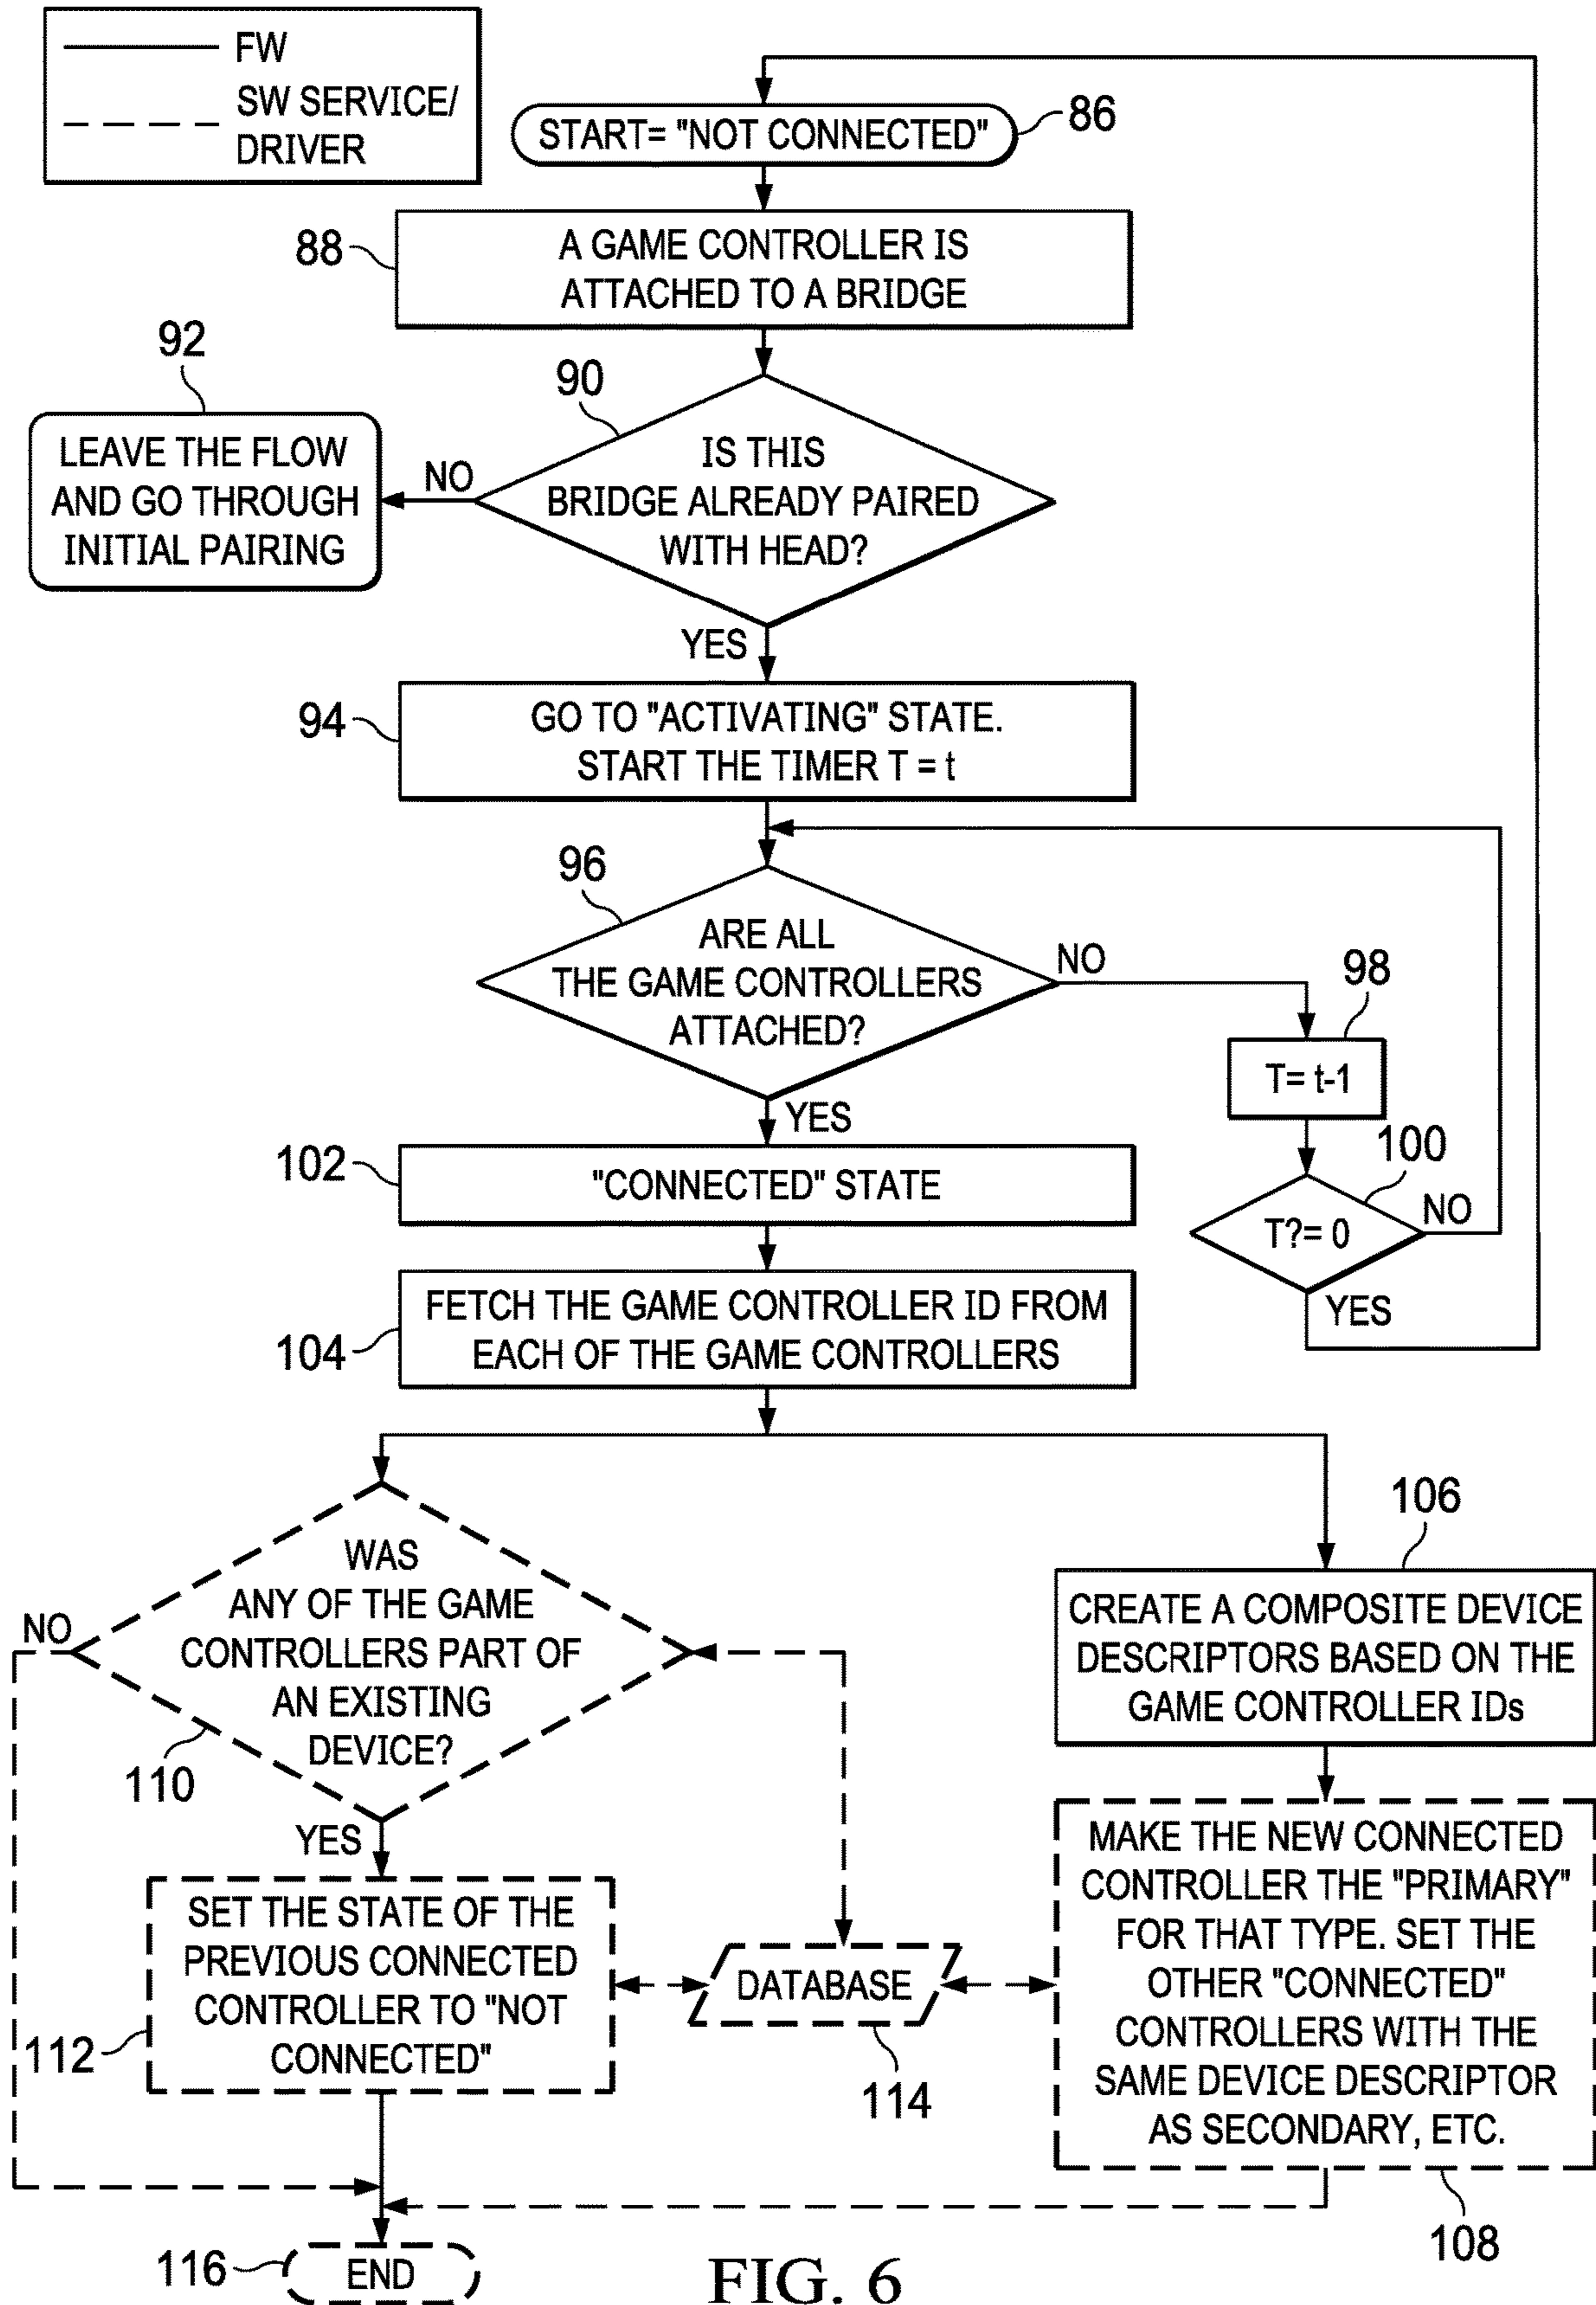 FW
SW SERVICE/
DRIVER
START= "NOT CONNECTED"
86
88
A GAME CONTROLLER IS
ATTACHED TO A BRIDGE
92
LEAVE THE FLOW
AND GO THROUGH
INITIAL PAIRING
NO
90
IS THIS
BRIDGE ALREADY PAIRED
WITH HEAD?
YES
94
GO TO "ACTIVATING" STATE.
START THE TIMER T = t
96
ARE ALL
THE GAME CONTROLLERS
ATTACHED?
NO
98
T= t-1
100
T?= 0
NO
YES
YES
102
"CONNECTED" STATE
104
FETCH THE GAME CONTROLLER ID FROM
EACH OF THE GAME CONTROLLERS
106
CREATE A COMPOSITE DEVICE
DESCRIPTORS BASED ON THE
GAME CONTROLLER IDs
NO
WAS
ANY OF THE GAME
CONTROLLERS PART OF
AN EXISTING
DEVICE?
110
YES
SET THE STATE OF THE
PREVIOUS CONNECTED
CONTROLLER TO "NOT
CONNECTED"
112
DATABASE
114
MAKE THE NEW CONNECTED
CONTROLLER THE "PRIMARY"
FOR THAT TYPE. SET THE
OTHER "CONNECTED"
CONTROLLERS WITH THE
SAME DEVICE DESCRIPTOR
AS SECONDARY, ETC.
108
116
END
FIG. 6